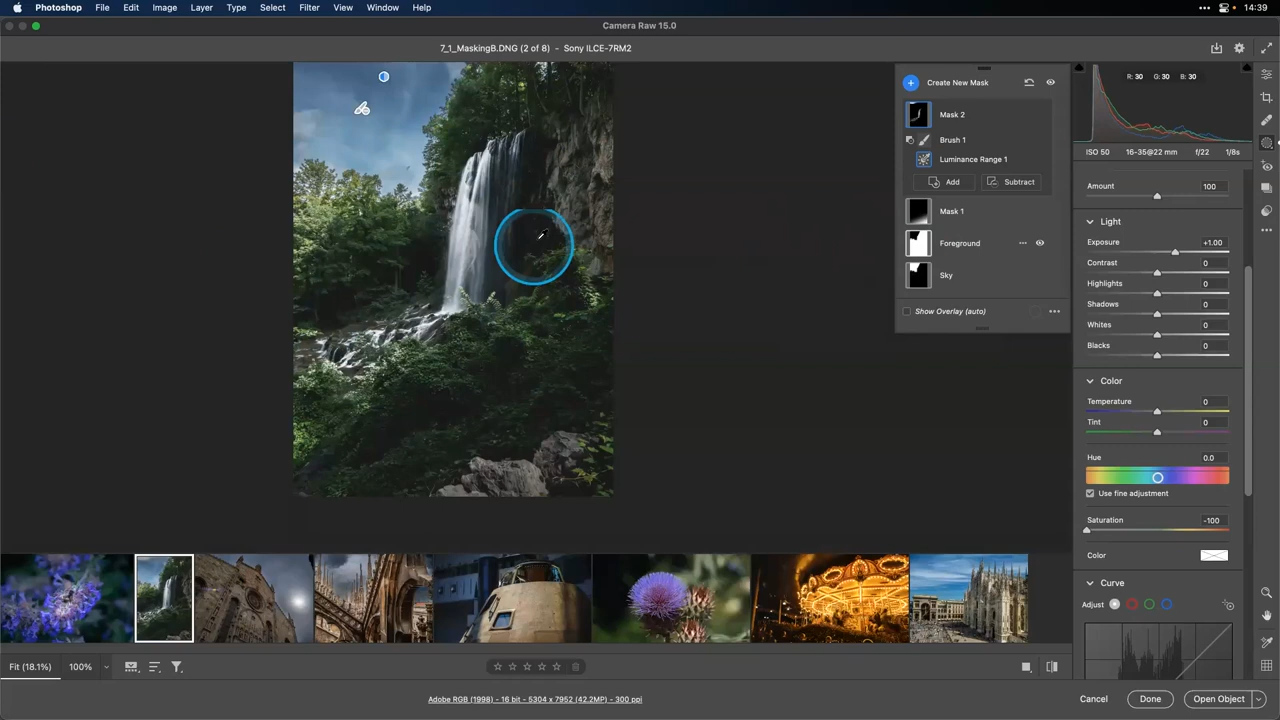 Photoshop File Edit Image Layer Type Select Filter View Window Help 14:39
Camera Raw 15.0
7_1_MaskingB.DNG (2 of 8) - Sony ILCE-7RM2
Create New Mask
Mask 2
Brush 1
Luminance Range 1
Add Subtract
Mask 1
Foreground
Sky
Show Overlay (auto)
R: 30 G: 30 B: 30
ISO 50 16-35@22 mm f/22 1/8s
Amount 100
Light
Exposure +1.00
Contrast 0
Highlights 0
Shadows 0
Whites 0
Blacks 0
Color
Temperature 0
Tint 0
Hue 0.0
Use fine adjustment
Saturation -100
Color
Curve
Adjust
Fit (18.1%) 100%
Adobe RGB (1998) - 16 bit - 5304 x 7952 (42.2MP) - 300 ppi
Cancel Done Open Object